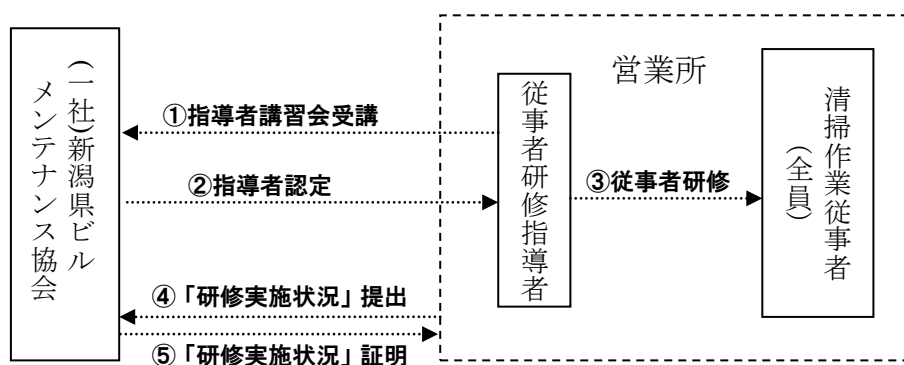 (一社)新潟県ビル
メンテナンス協会
①指導者講習会受講
②指導者認定
④「研修実施状況」提出
⑤「研修実施状況」証明
営業所
従事者研修指導者
③従事者研修
清掃作業従事者
(全員)